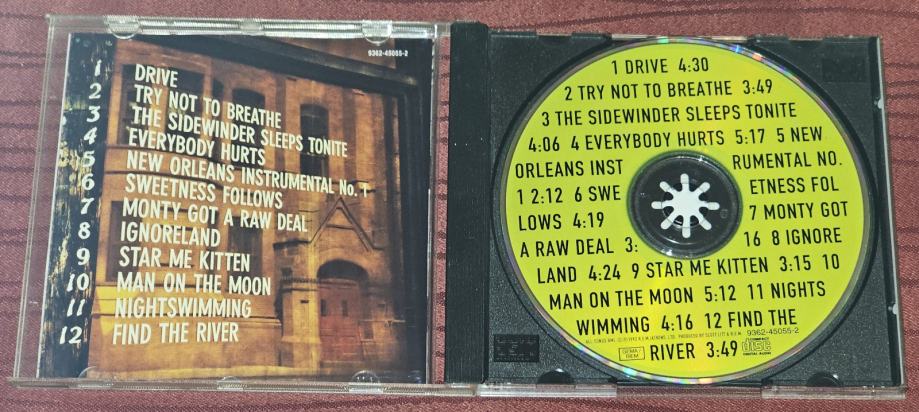 9362-45055-2
1 DRIVE
2 TRY NOT TO BREATHE
3 THE SIDEWINDER SLEEPS TONITE
4 EVERYBODY HURTS
5 NEW ORLEANS INSTRUMENTAL No. 1
6 SWEETNESS FOLLOWS
7 MONTY GOT A RAW DEAL
8 IGNORELAND
9 STAR ME KITTEN
10 MAN ON THE MOON
11 NIGHTSWIMMING
12 FIND THE RIVER
1 DRIVE 4:30
2 TRY NOT TO BREATHE 3:49
3 THE SIDEWINDER SLEEPS TONITE
4:06 4 EVERYBODY HURTS 5:17 5 NEW
ORLEANS INST RUMENTAL NO.
1 2:12 6 SWE ETNESS FOL
LOWS 4:19 7 MONTY GOT
A RAW DEAL 3: 16 8 IGNORE
LAND 4:24 9 STAR ME KITTEN 3:15 10
MAN ON THE MOON 5:12 11 NIGHTS
WIMMING 4:16 12 FIND THE
9362-45055-2
GEMA/
BIEM
RIVER 3:49
COMPACT
disc
DIGITAL AUDIO